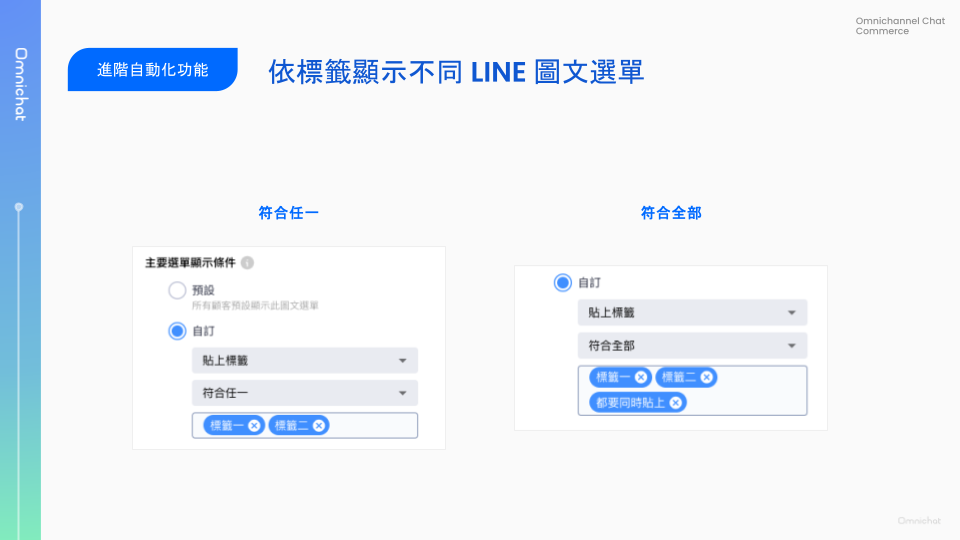 Omnichat
Omnichannel Chat
Commerce
進階自動化功能
依標籤顯示不同 LINE 圖文選單
符合任一
主要選單顯示條件
預設
所有顧客預設顯示此圖文選單
自訂
貼上標籤
符合任一
標籤一 標籤二
符合全部
自訂
貼上標籤
符合全部
標籤一 標籤二
都要同時貼上
Omnichat